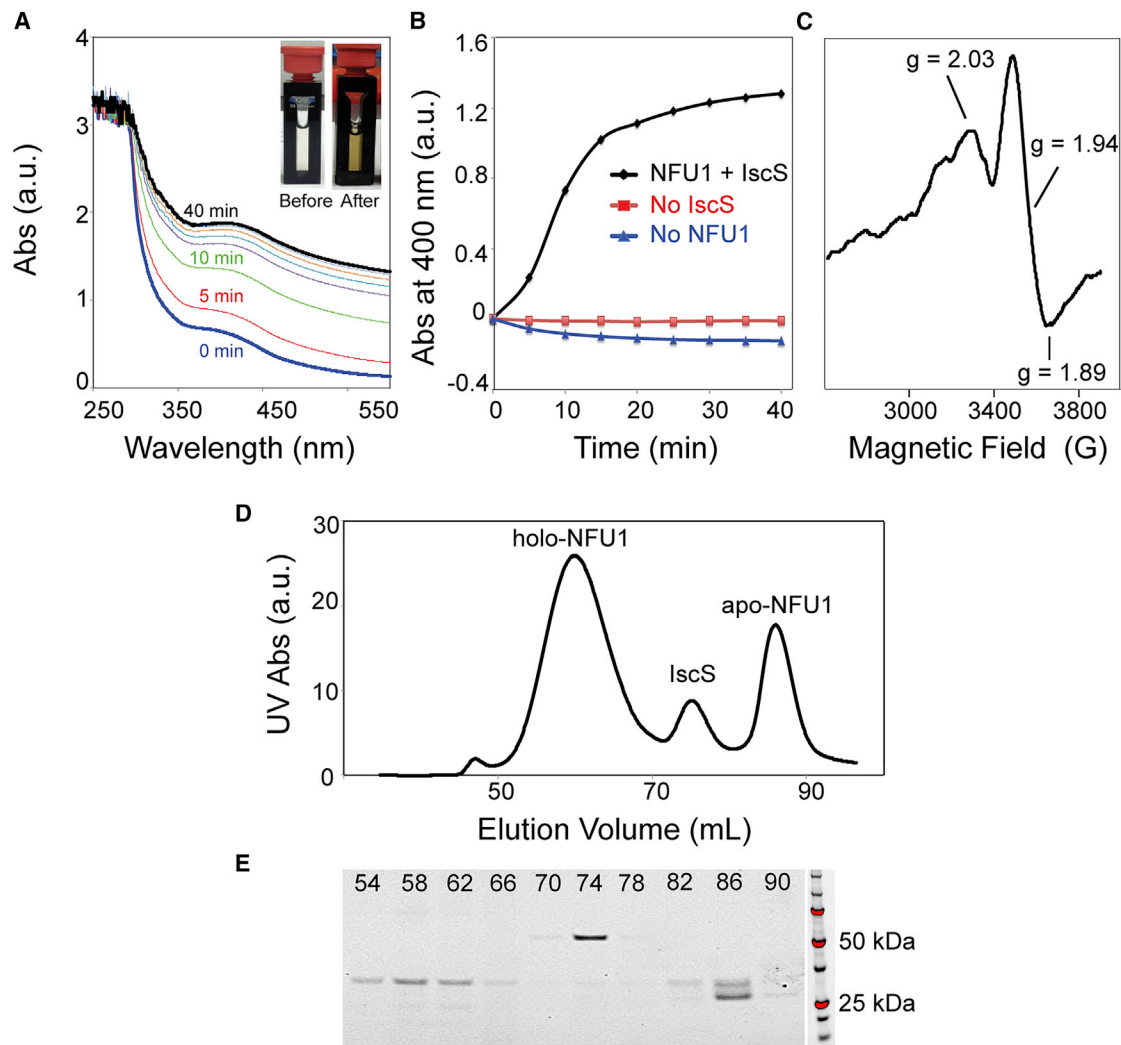 A
Abs (a.u.)
4
3
2
1
0
40 min
10 min
5 min
0 min
Before After
250 350 450 550
Wavelength (nm)
B
Abs at 400 nm (a.u.)
1.6
1.2
0.8
0.4
0
-0.4
NFU1 + IscS
No IscS
No NFU1
0 10 20 30 40
Time (min)
C
g = 2.03
g = 1.94
g = 1.89
3000 3400 3800
Magnetic Field (G)
D
UV Abs (a.u.)
30
20
10
0
holo-NFU1
IscS
apo-NFU1
50 70 90
Elution Volume (mL)
E
54 58 62 66 70 74 78 82 86 90
50 kDa
25 kDa